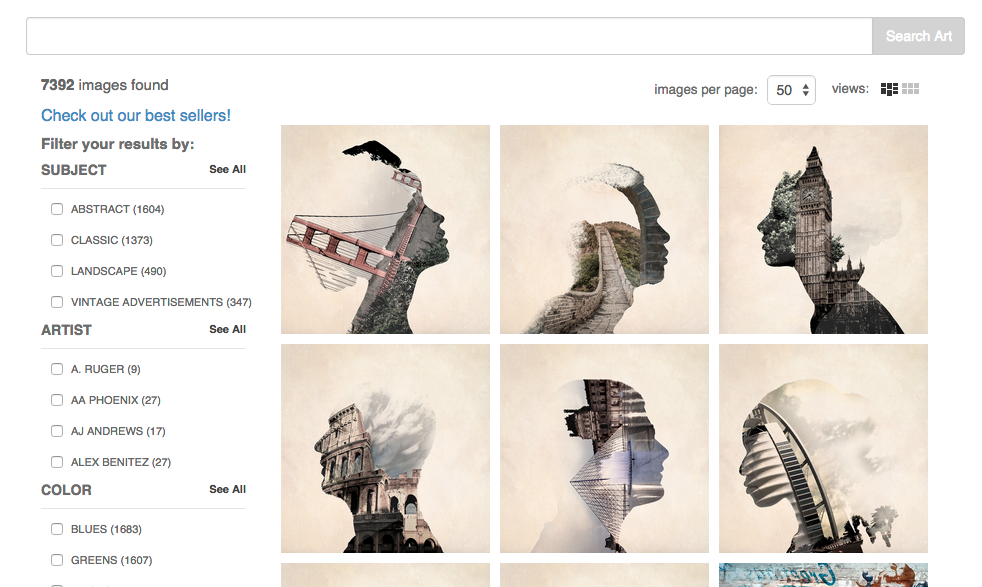 Search Art
7392 images found
images per page: 50 views:
Check out our best sellers!
Filter your results by:
SUBJECT See All
ABSTRACT (1604)
CLASSIC (1373)
LANDSCAPE (490)
VINTAGE ADVERTISEMENTS (347)
ARTIST See All
A. RUGER (9)
AA PHOENIX (27)
AJ ANDREWS (17)
ALEX BENITEZ (27)
COLOR See All
BLUES (1683)
GREENS (1607)